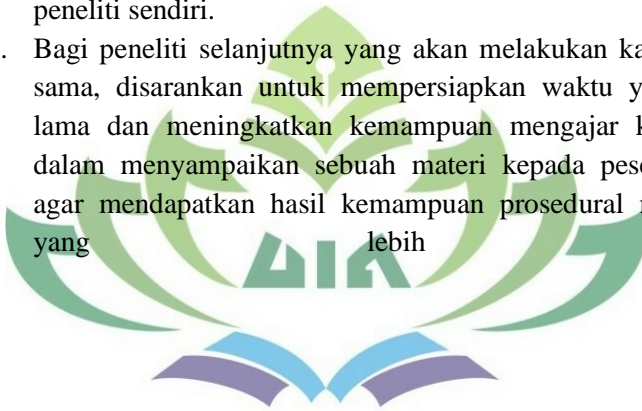 peneliti sendiri.
. Bagi peneliti selanjutnya yang akan melakukan
sama, disarankan untuk mempersiapkan waktu
lama dan meningkatkan kemampuan mengajar
dalam menyampaikan sebuah materi kepada
agar mendapatkan hasil kemampuan prosedural
yang lebih
UIN